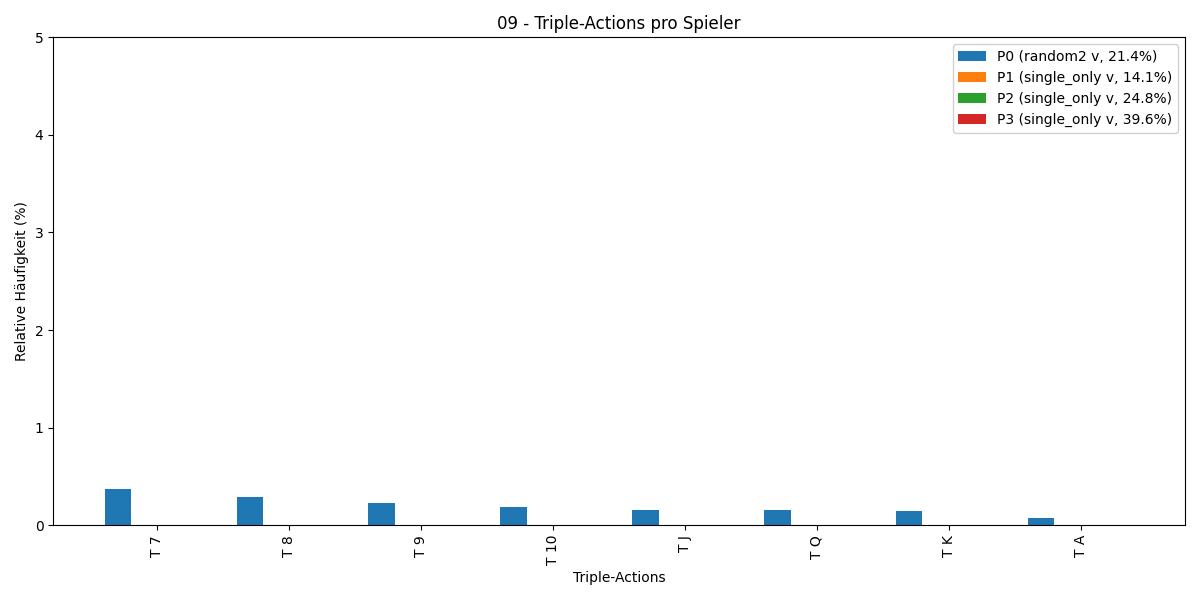 09 - Triple-Actions pro Spieler
P0 (random2 v, 21.4%)
P1 (single_only v, 14.1%)
P2 (single_only v, 24.8%)
P3 (single_only v, 39.6%)
Relative Häufigkeit (%)
5
4
3
2
1
0
T 7
T 8
T 9
T 10
T J
T Q
T K
T A
Triple-Actions